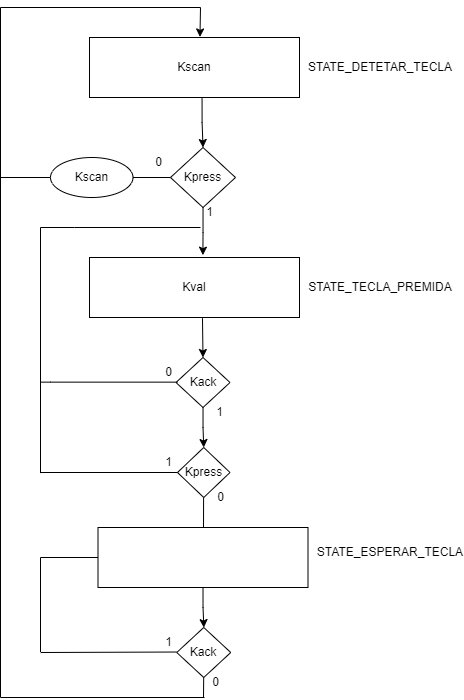 Kscan
STATE_DETETAR_TECLA
0
Kscan
Kpress
1
Kval
STATE_TECLA_PREMIDA
0
Kack
1
1
Kpress
0
STATE_ESPERAR_TECLA
1
Kack
0